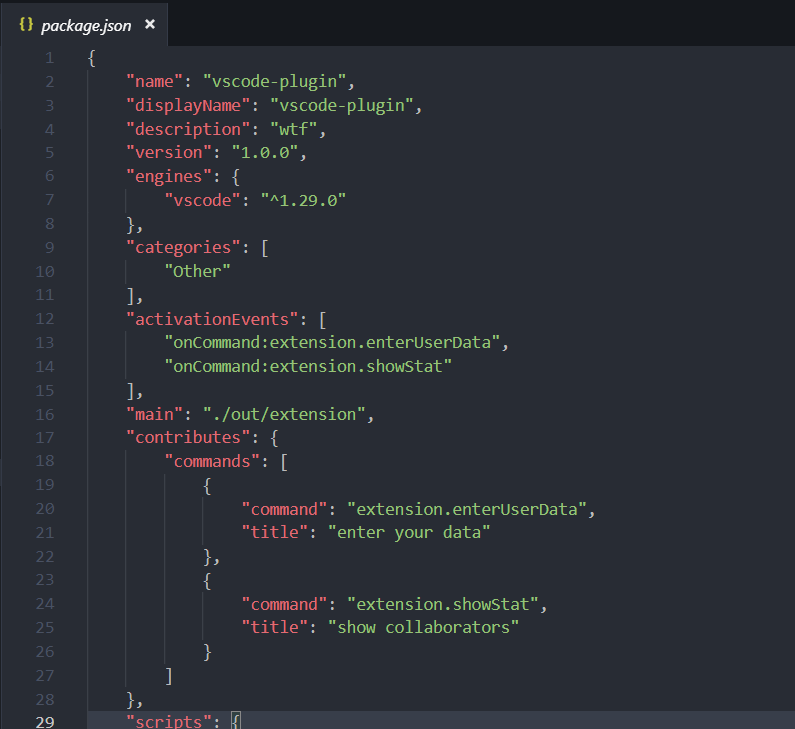 {} package.json ×
1 {
2 "name": "vscode-plugin",
3 "displayName": "vscode-plugin",
4 "description": "wtf",
5 "version": "1.0.0",
6 "engines": {
7 "vscode": "^1.29.0"
8 },
9 "categories": [
10 "Other"
11 ],
12 "activationEvents": [
13 "onCommand:extension.enterUserData",
14 "onCommand:extension.showStat"
15 ],
16 "main": "./out/extension",
17 "contributes": {
18 "commands": [
19 {
20 "command": "extension.enterUserData",
21 "title": "enter your data"
22 },
23 {
24 "command": "extension.showStat",
25 "title": "show collaborators"
26 }
27 ]
28 },
29 "scripts": {